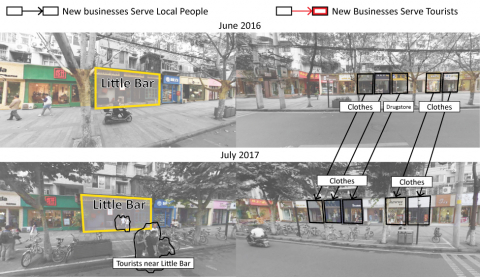 New businesses Serve Local People
New Businesses Serve Tourists
June 2016
Little Bar
Clothes
Drugstore
Clothes
July 2017
Little Bar
Clothes
Clothes
Tourists near Little Bar